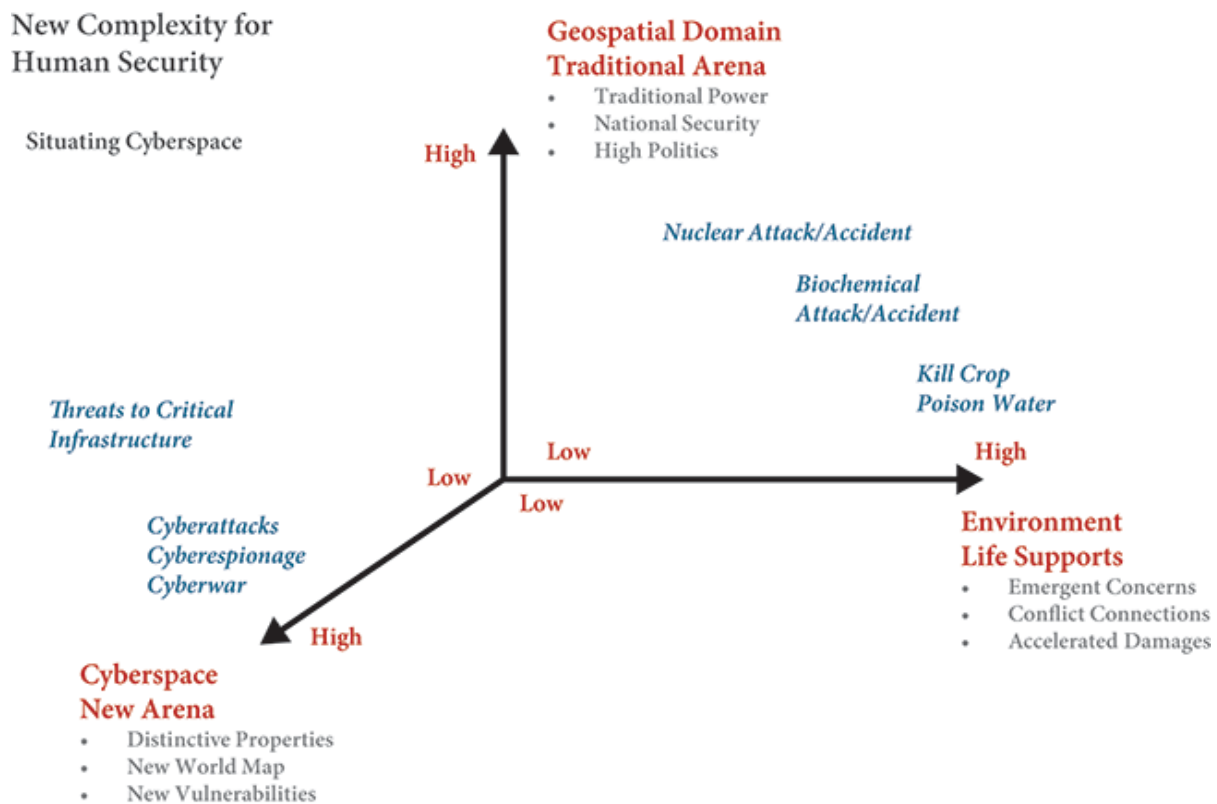 New Complexity for
Human Security
Situating Cyberspace
Geospatial Domain
Traditional Arena
• Traditional Power
• National Security
• High Politics
High
Nuclear Attack/Accident
Biochemical
Attack/Accident
Kill Crop
Poison Water
Threats to Critical
Infrastructure
Low
Low
Low
High
Cyberattacks
Cyberespionage
Cyberwar
High
Environment
Life Supports
• Emergent Concerns
• Conflict Connections
• Accelerated Damages
Cyberspace
New Arena
• Distinctive Properties
• New World Map
• New Vulnerabilities